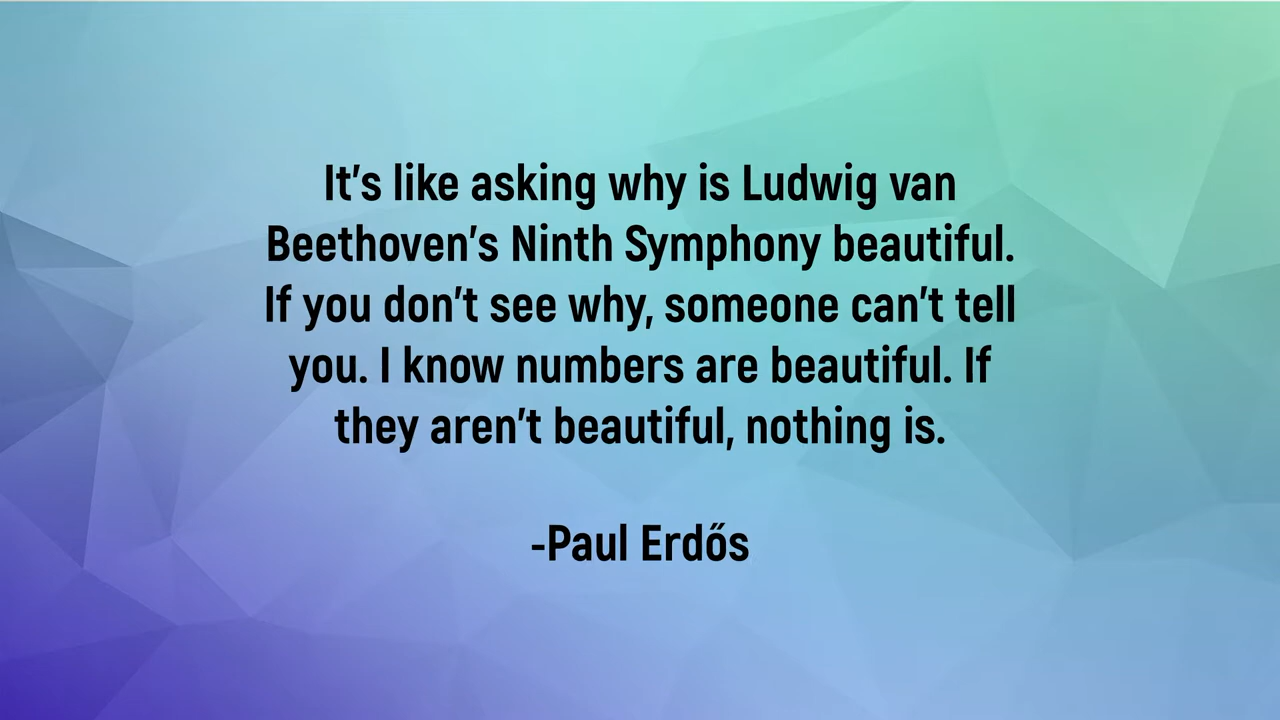 It’s like asking why is Ludwig van
Beethoven’s Ninth Symphony beautiful.
If you don’t see why, someone can’t tell
you. I know numbers are beautiful. If
they aren’t beautiful, nothing is.
-Paul Erdős